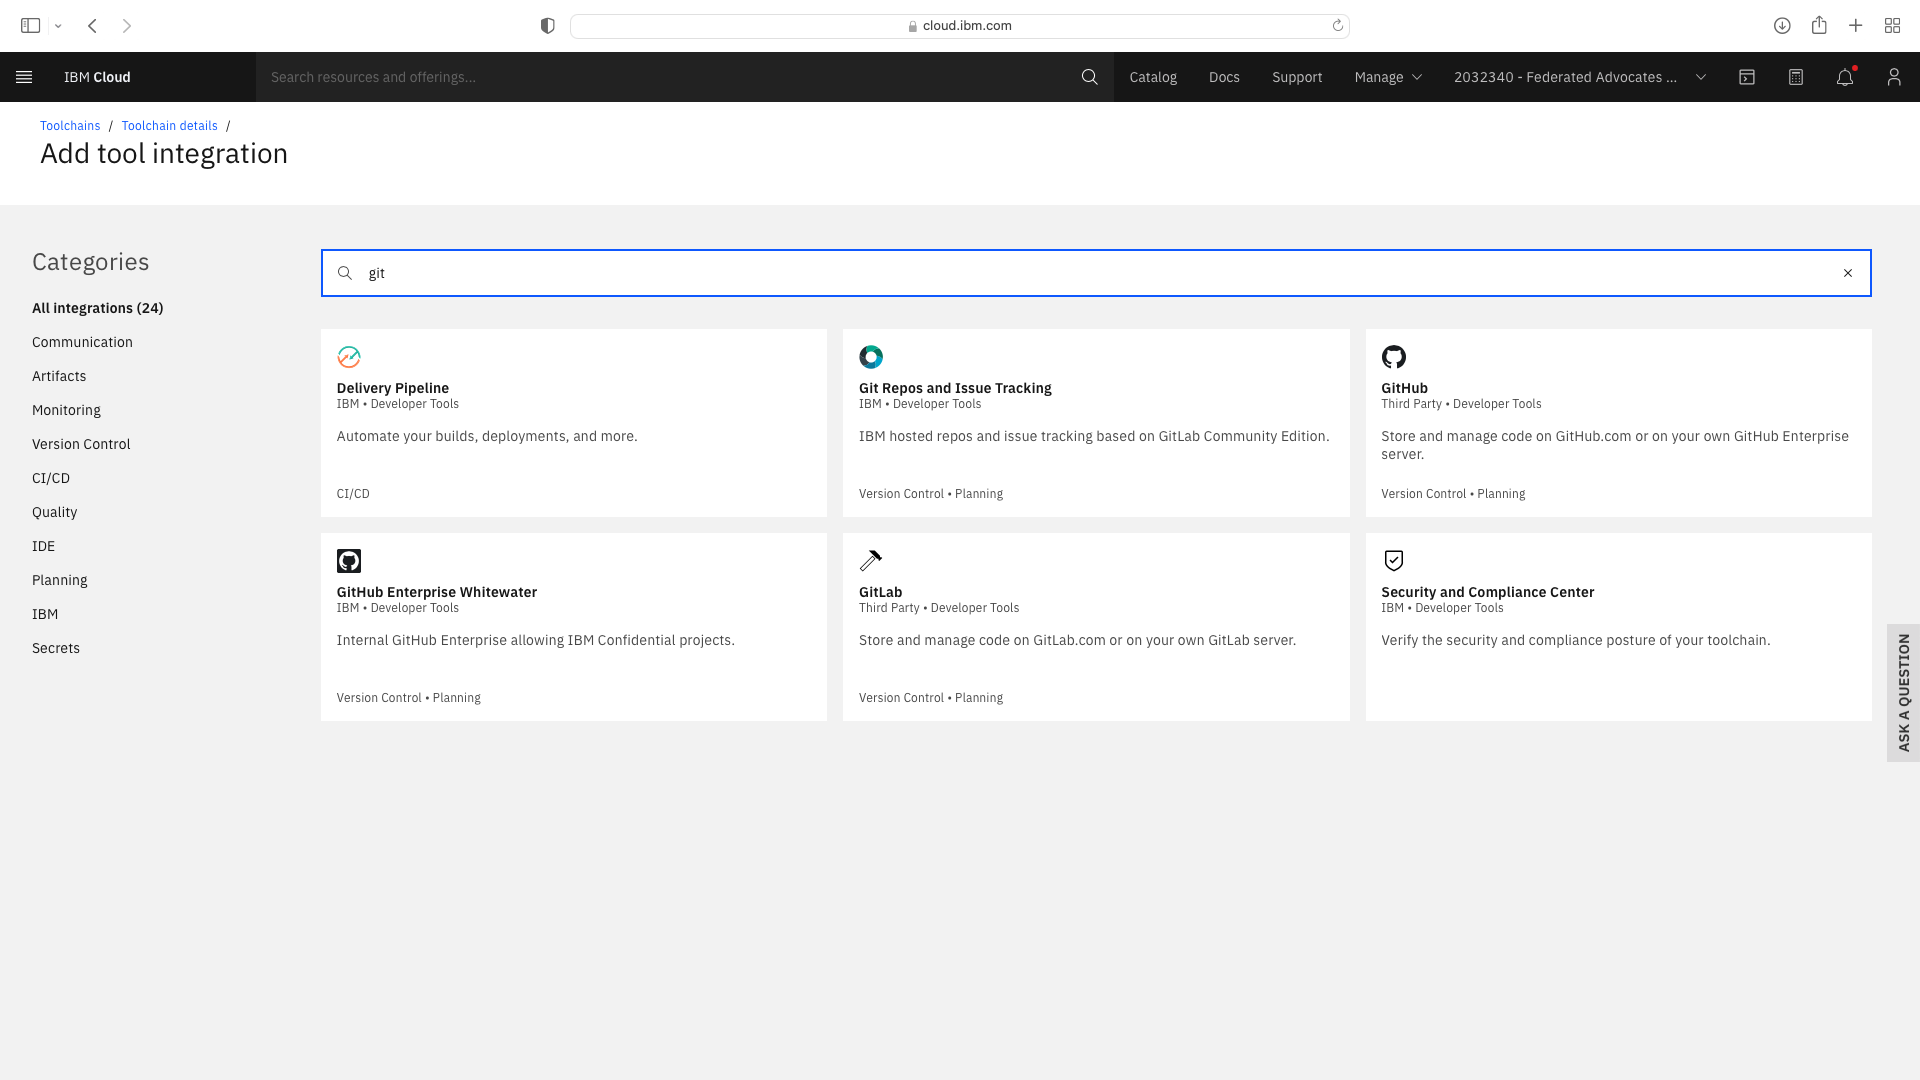 cloud.ibm.com
IBM Cloud
Search resources and offerings...
Catalog
Docs
Support
Manage
2032340 - Federated Advocates ...
Toolchains / Toolchain details /
Add tool integration
Categories
All integrations (24)
Communication
Artifacts
Monitoring
Version Control
CI/CD
Quality
IDE
Planning
IBM
Secrets
git
Delivery Pipeline
IBM • Developer Tools
Automate your builds, deployments, and more.
CI/CD
Git Repos and Issue Tracking
IBM • Developer Tools
IBM hosted repos and issue tracking based on GitLab Community Edition.
Version Control • Planning
GitHub
Third Party • Developer Tools
Store and manage code on GitHub.com or on your own GitHub Enterprise
server.
Version Control • Planning
GitHub Enterprise Whitewater
IBM • Developer Tools
Internal GitHub Enterprise allowing IBM Confidential projects.
Version Control • Planning
GitLab
Third Party • Developer Tools
Store and manage code on GitLab.com or on your own GitLab server.
Version Control • Planning
Security and Compliance Center
IBM • Developer Tools
Verify the security and compliance posture of your toolchain.
ASK A QUESTION